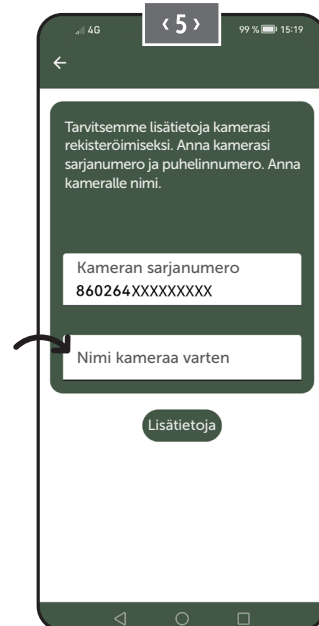 4G
‹ 5 ›
99 % 15:19
Tarvitsemme lisätietoja kamerasi
rekisteröimiseksi. Anna kamerasi
sarjanumero ja puhelinnumero. Anna
kameralle nimi.
Kameran sarjanumero
860264XXXXXXXXX
Nimi kameraa varten
Lisätietoja